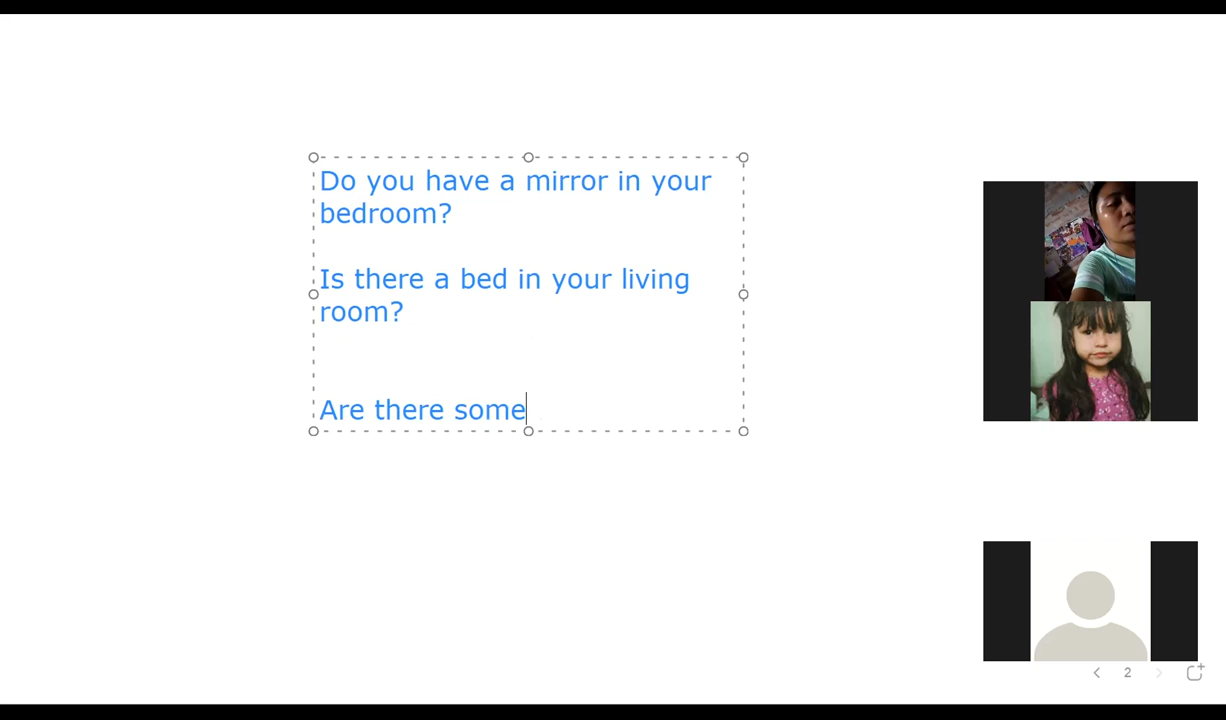 Do you have a mirror in your
bedroom?
Is there a bed in your living
room?
Are there some
2